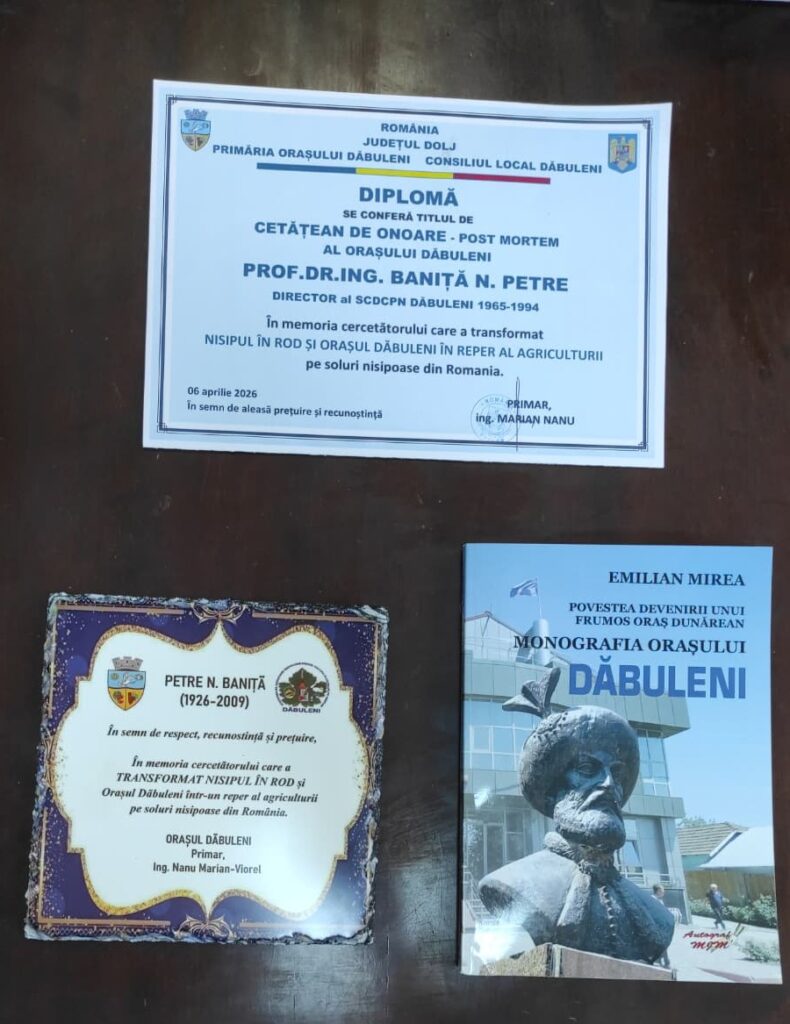 ROMÂNIA
JUDEȚUL DOLJ
PRIMĂRIA ORAȘULUI DĂBULENI CONSILIUL LOCAL DĂBULENI
DIPLOMĂ
SE CONFERĂ TITLUL DE
CETĂȚEAN DE ONOARE - POST MORTEM
AL ORAȘULUI DĂBULENI
PROF.DR.ING. BANIȚĂ N. PETRE
DIRECTOR al SCDCPN DĂBULENI 1965-1994
În memoria cercetătorului care a transformat
NISIPUL ÎN ROD ȘI ORAȘUL DĂBULENI ÎN REPER AL AGRICULTURII
pe soluri nisipoase din Romania.
06 aprilie 2026
În semn de aleasă prețuire și recunoștință
PRIMAR,
ing. MARIAN NANU
PETRE N. BANIȚĂ
(1926-2009)
DĂBULENI
În semn de respect, recunostință și prețuire,
În memoria cercetătorului care a
TRANSFORMAT NISIPUL ÎN ROD și
Orașul Dăbuleni într-un reper al agriculturii
pe soluri nisipoase din România.
ORAȘUL DĂBULENI
Primar,
Ing. Nanu Marian-Viorel
EMILIAN MIREA
POVESTEA DEVENIRII UNUI
FRUMOS ORAȘ DUNĂREAN
MONOGRAFIA ORAȘULUI
DĂBULENI
Autograf
MJM